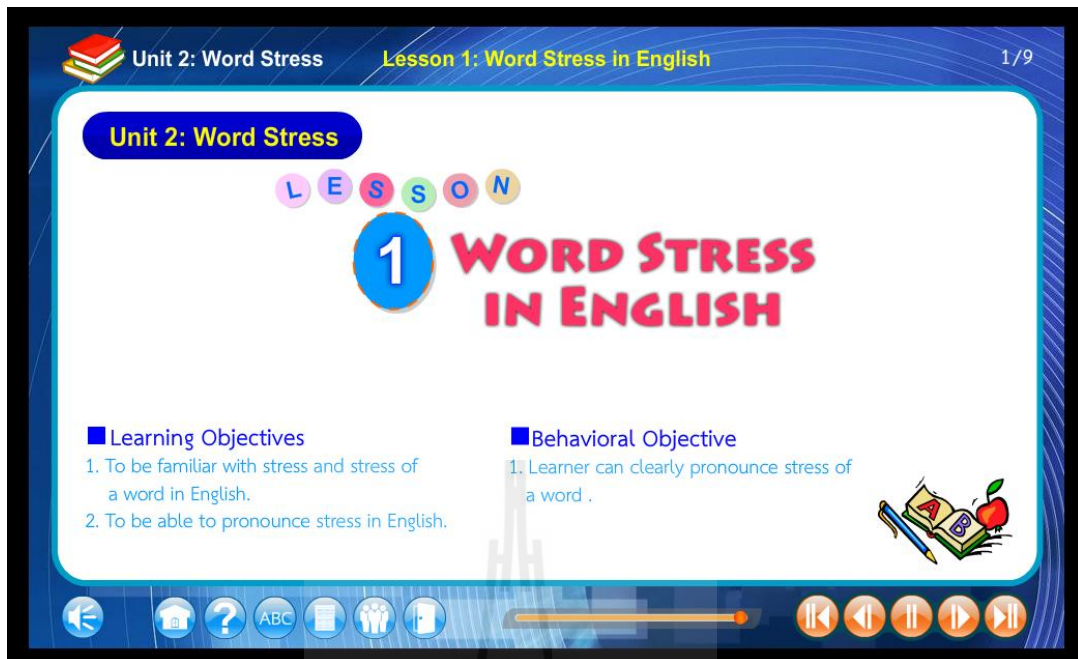 Unit 2: Word Stress
Lesson 1: Word Stress in English
1/9
Unit 2: Word Stress
LESSON
1
WORD STRESS
IN ENGLISH
Learning Objectives
1. To be familiar with stress and stress of
a word in English.
2. To be able to pronounce stress in English.
Behavioral Objective
1. Learner can clearly pronounce stress of
a word .
A B
?
ABC